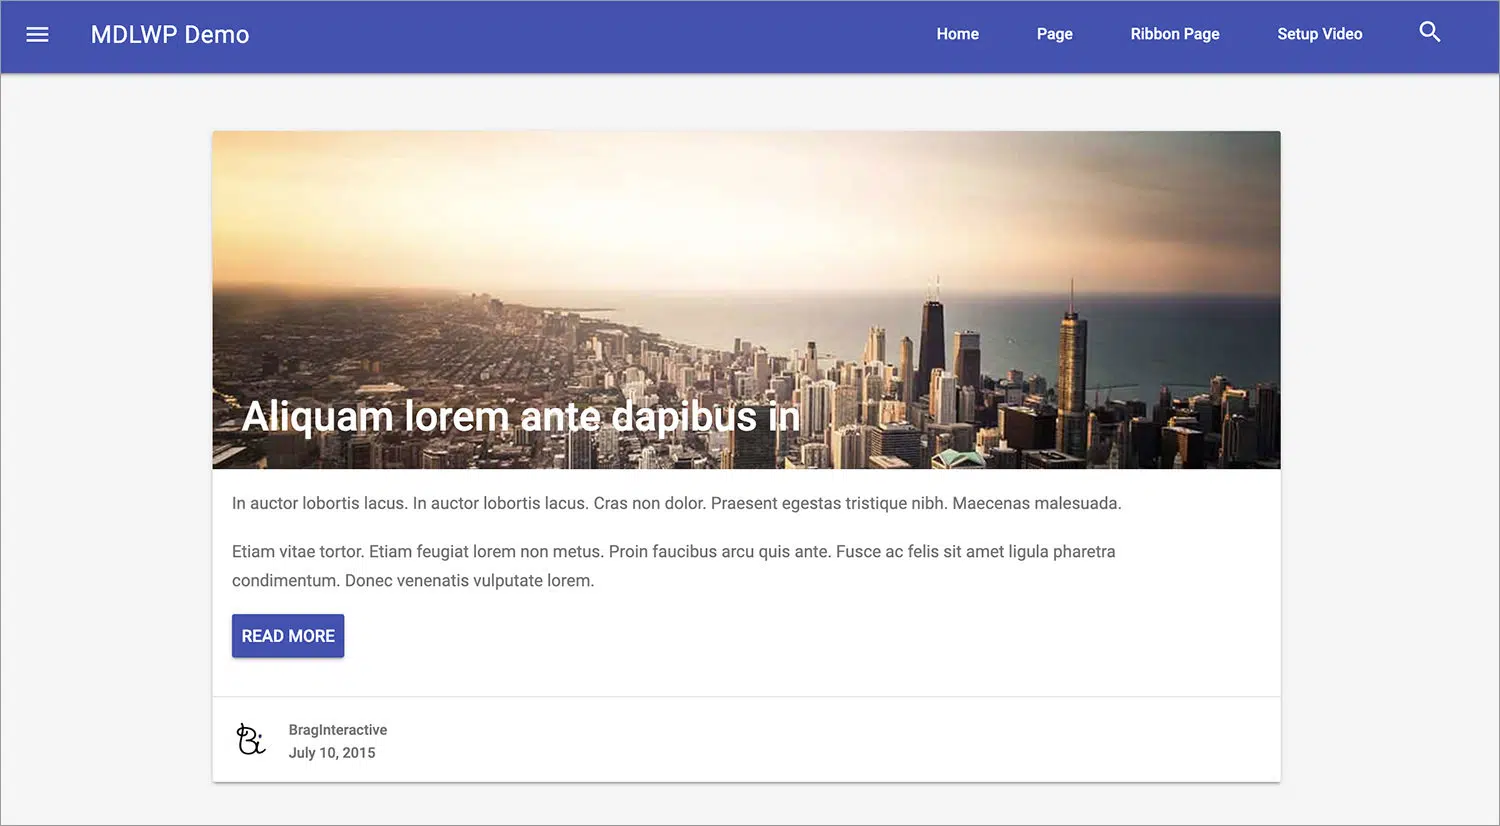 MDLWP Demo
Home
Page
Ribbon Page
Setup Video
Aliquam lorem ante dapibus in
In auctor lobortis lacus. In auctor lobortis lacus. Cras non dolor. Praesent egestas tristique nibh. Maecenas malesuada.
Etiam vitae tortor. Etiam feugiat lorem non metus. Proin faucibus arcu quis ante. Fusce ac felis sit amet ligula pharetra
condimentum. Donec venenatis vulputate lorem.
READ MORE
Bi
BragInteractive
July 10, 2015